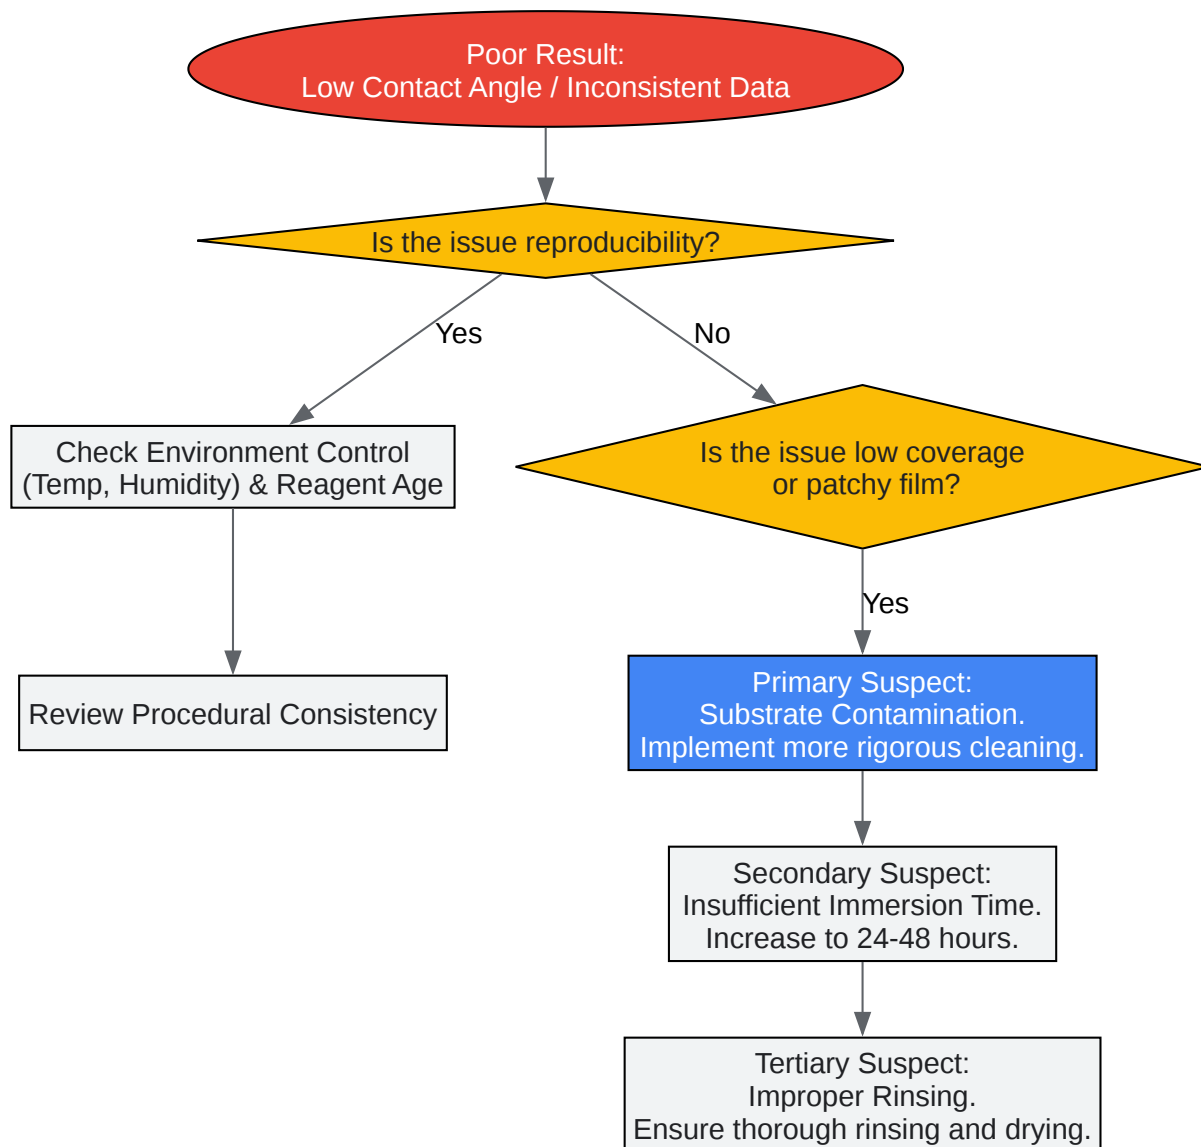 Poor Result:
Low Contact Angle / Inconsistent Data
Is the issue reproducibility?
Yes
No
Check Environment Control
(Temp, Humidity) & Reagent Age
Is the issue low coverage
or patchy film?
Yes
Review Procedural Consistency
Primary Suspect:
Substrate Contamination.
Implement more rigorous cleaning.
Secondary Suspect:
Insufficient Immersion Time.
Increase to 24-48 hours.
Tertiary Suspect:
Improper Rinsing.
Ensure thorough rinsing and drying.